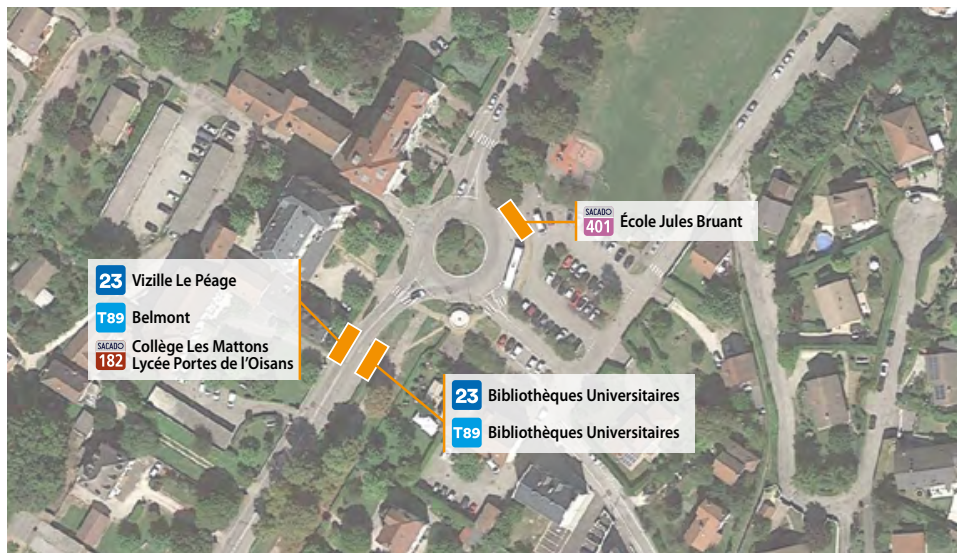 SACADO
401 École Jules Bruant
23 Vizille Le Péage
T89 Belmont
SACADO Collège Les Mattons
182 Lycée Portes de l'Oisans
23 Bibliothèques Universitaires
T89 Bibliothèques Universitaires